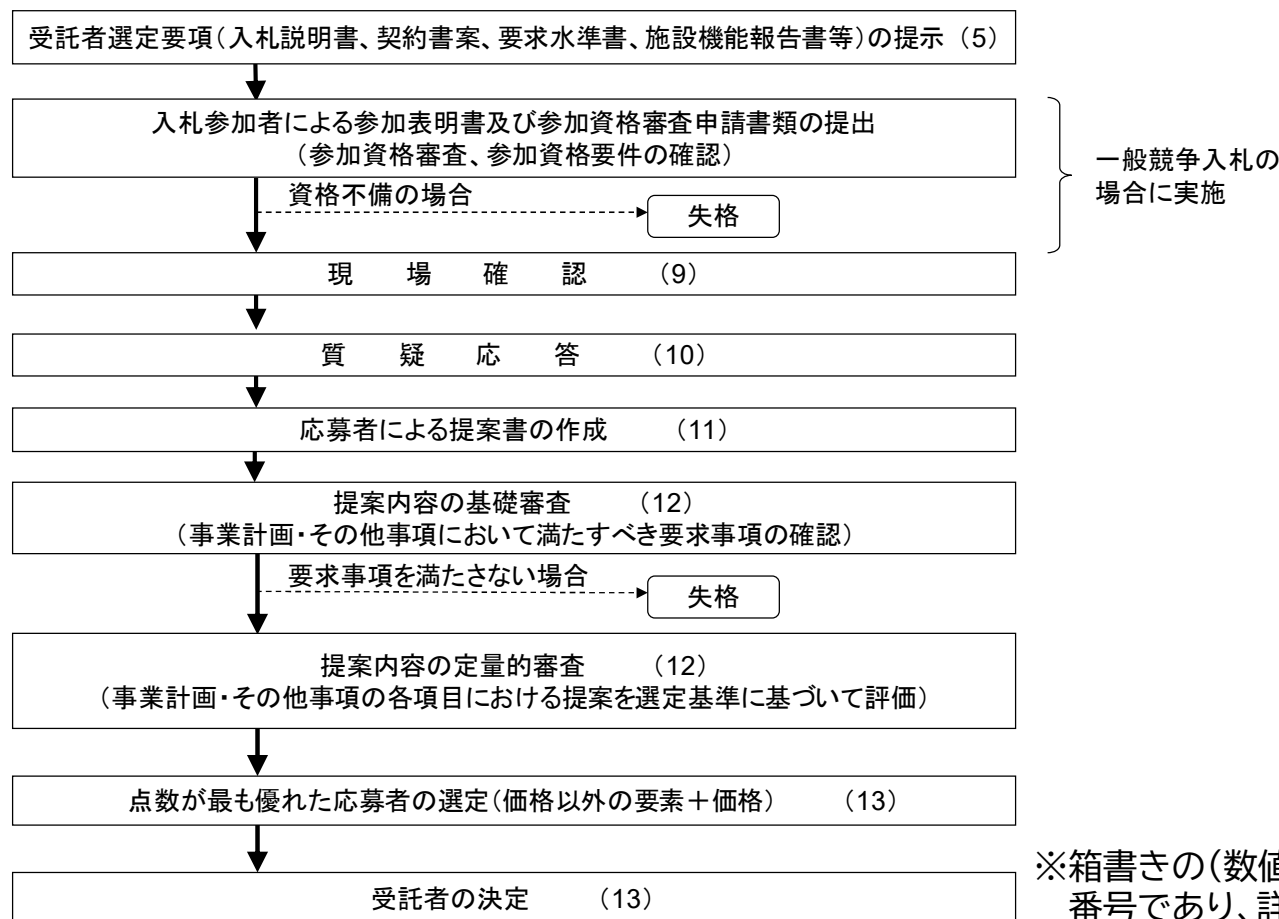 受託者選定要項(入札説明書、契約書案、要求水準書、施設機能報告書等)の提示 (5)
入札参加者による参加表明書及び参加資格審査申請書類の提出
(参加資格審査、参加資格要件の確認)
一般競争入札の
場合に実施
資格不備の場合
失格
現 場 確 認 (9)
質 疑 応 答 (10)
応募者による提案書の作成 (11)
提案内容の基礎審査 (12)
(事業計画・その他事項において満たすべき要求事項の確認)
要求事項を満たさない場合
失格
提案内容の定量的審査 (12)
(事業計画・その他事項の各項目における提案を選定基準に基づいて評価)
点数が最も優れた応募者の選定(価格以外の要素+価格) (13)
受託者の決定 (13)
※箱書きの(数値
番号であり、詳